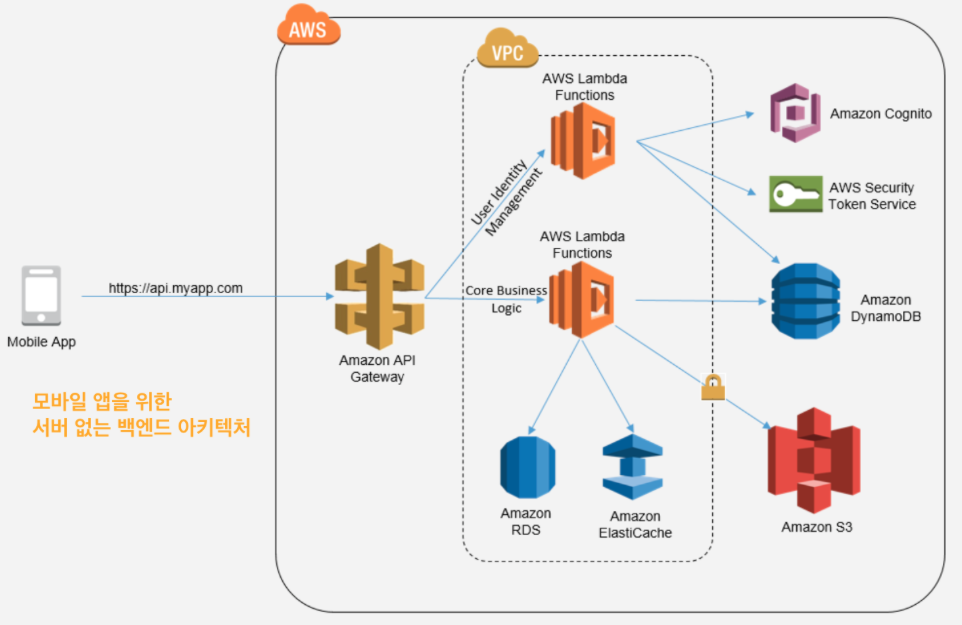 AWS
VPC
AWS Lambda
Functions
Amazon Cognito
User Identity
Management
AWS Security
Token Service
AWS Lambda
Functions
https://api.myapp.com
Core Business
Logic
Amazon
DynamoDB
Mobile App
Amazon API
Gateway
모바일 앱을 위한
서버 없는 백엔드 아키텍처
Amazon
RDS
Amazon
ElastiCache
Amazon S3